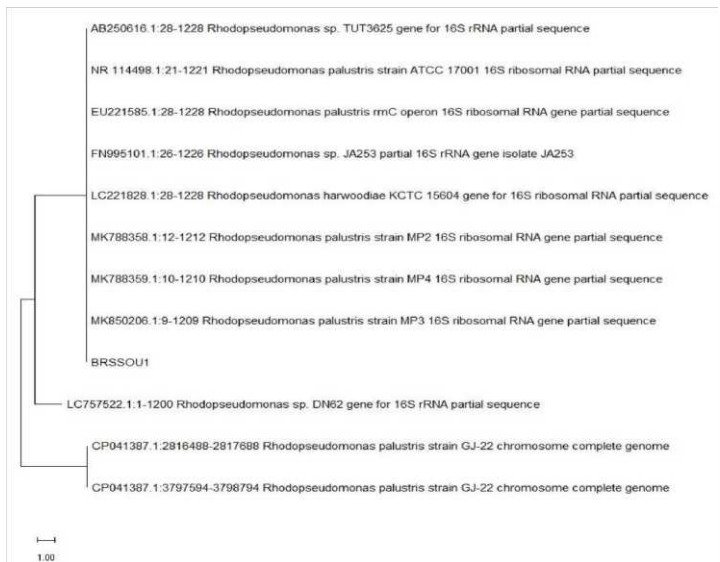 AB250616.1:28-1228 Rhodopseudomonas sp. TUT3625 gene for 16S rRNA partial sequence
NR 114498.1:21-1221 Rhodopseudomonas palustris strain ATCC 17001 16S ribosomal RNA partial sequence
EU221585.1:28-1228 Rhodopseudomonas palustris rrnC operon 16S ribosomal RNA gene partial sequence
FN995101.1:26-1226 Rhodopseudomonas sp. JA253 partial 16S rRNA gene isolate JA253
LC221828.1:28-1228 Rhodopseudomonas harwoodiae KCTC 15604 gene for 16S ribosomal RNA partial sequence
MK788358.1:12-1212 Rhodopseudomonas palustris strain MP2 16S ribosomal RNA gene partial sequence
MK788359.1:10-1210 Rhodopseudomonas palustris strain MP4 16S ribosomal RNA gene partial sequence
MK850206.1:9-1209 Rhodopseudomonas palustris strain MP3 16S ribosomal RNA gene partial sequence
BRSSOU1
LC757522.1:1-1200 Rhodopseudomonas sp. DN62 gene for 16S rRNA partial sequence
CP041387.1:2816488-2817688 Rhodopseudomonas palustris strain GJ-22 chromosome complete genome
CP041387.1:3797594-3798794 Rhodopseudomonas palustris strain GJ-22 chromosome complete genome
1.00